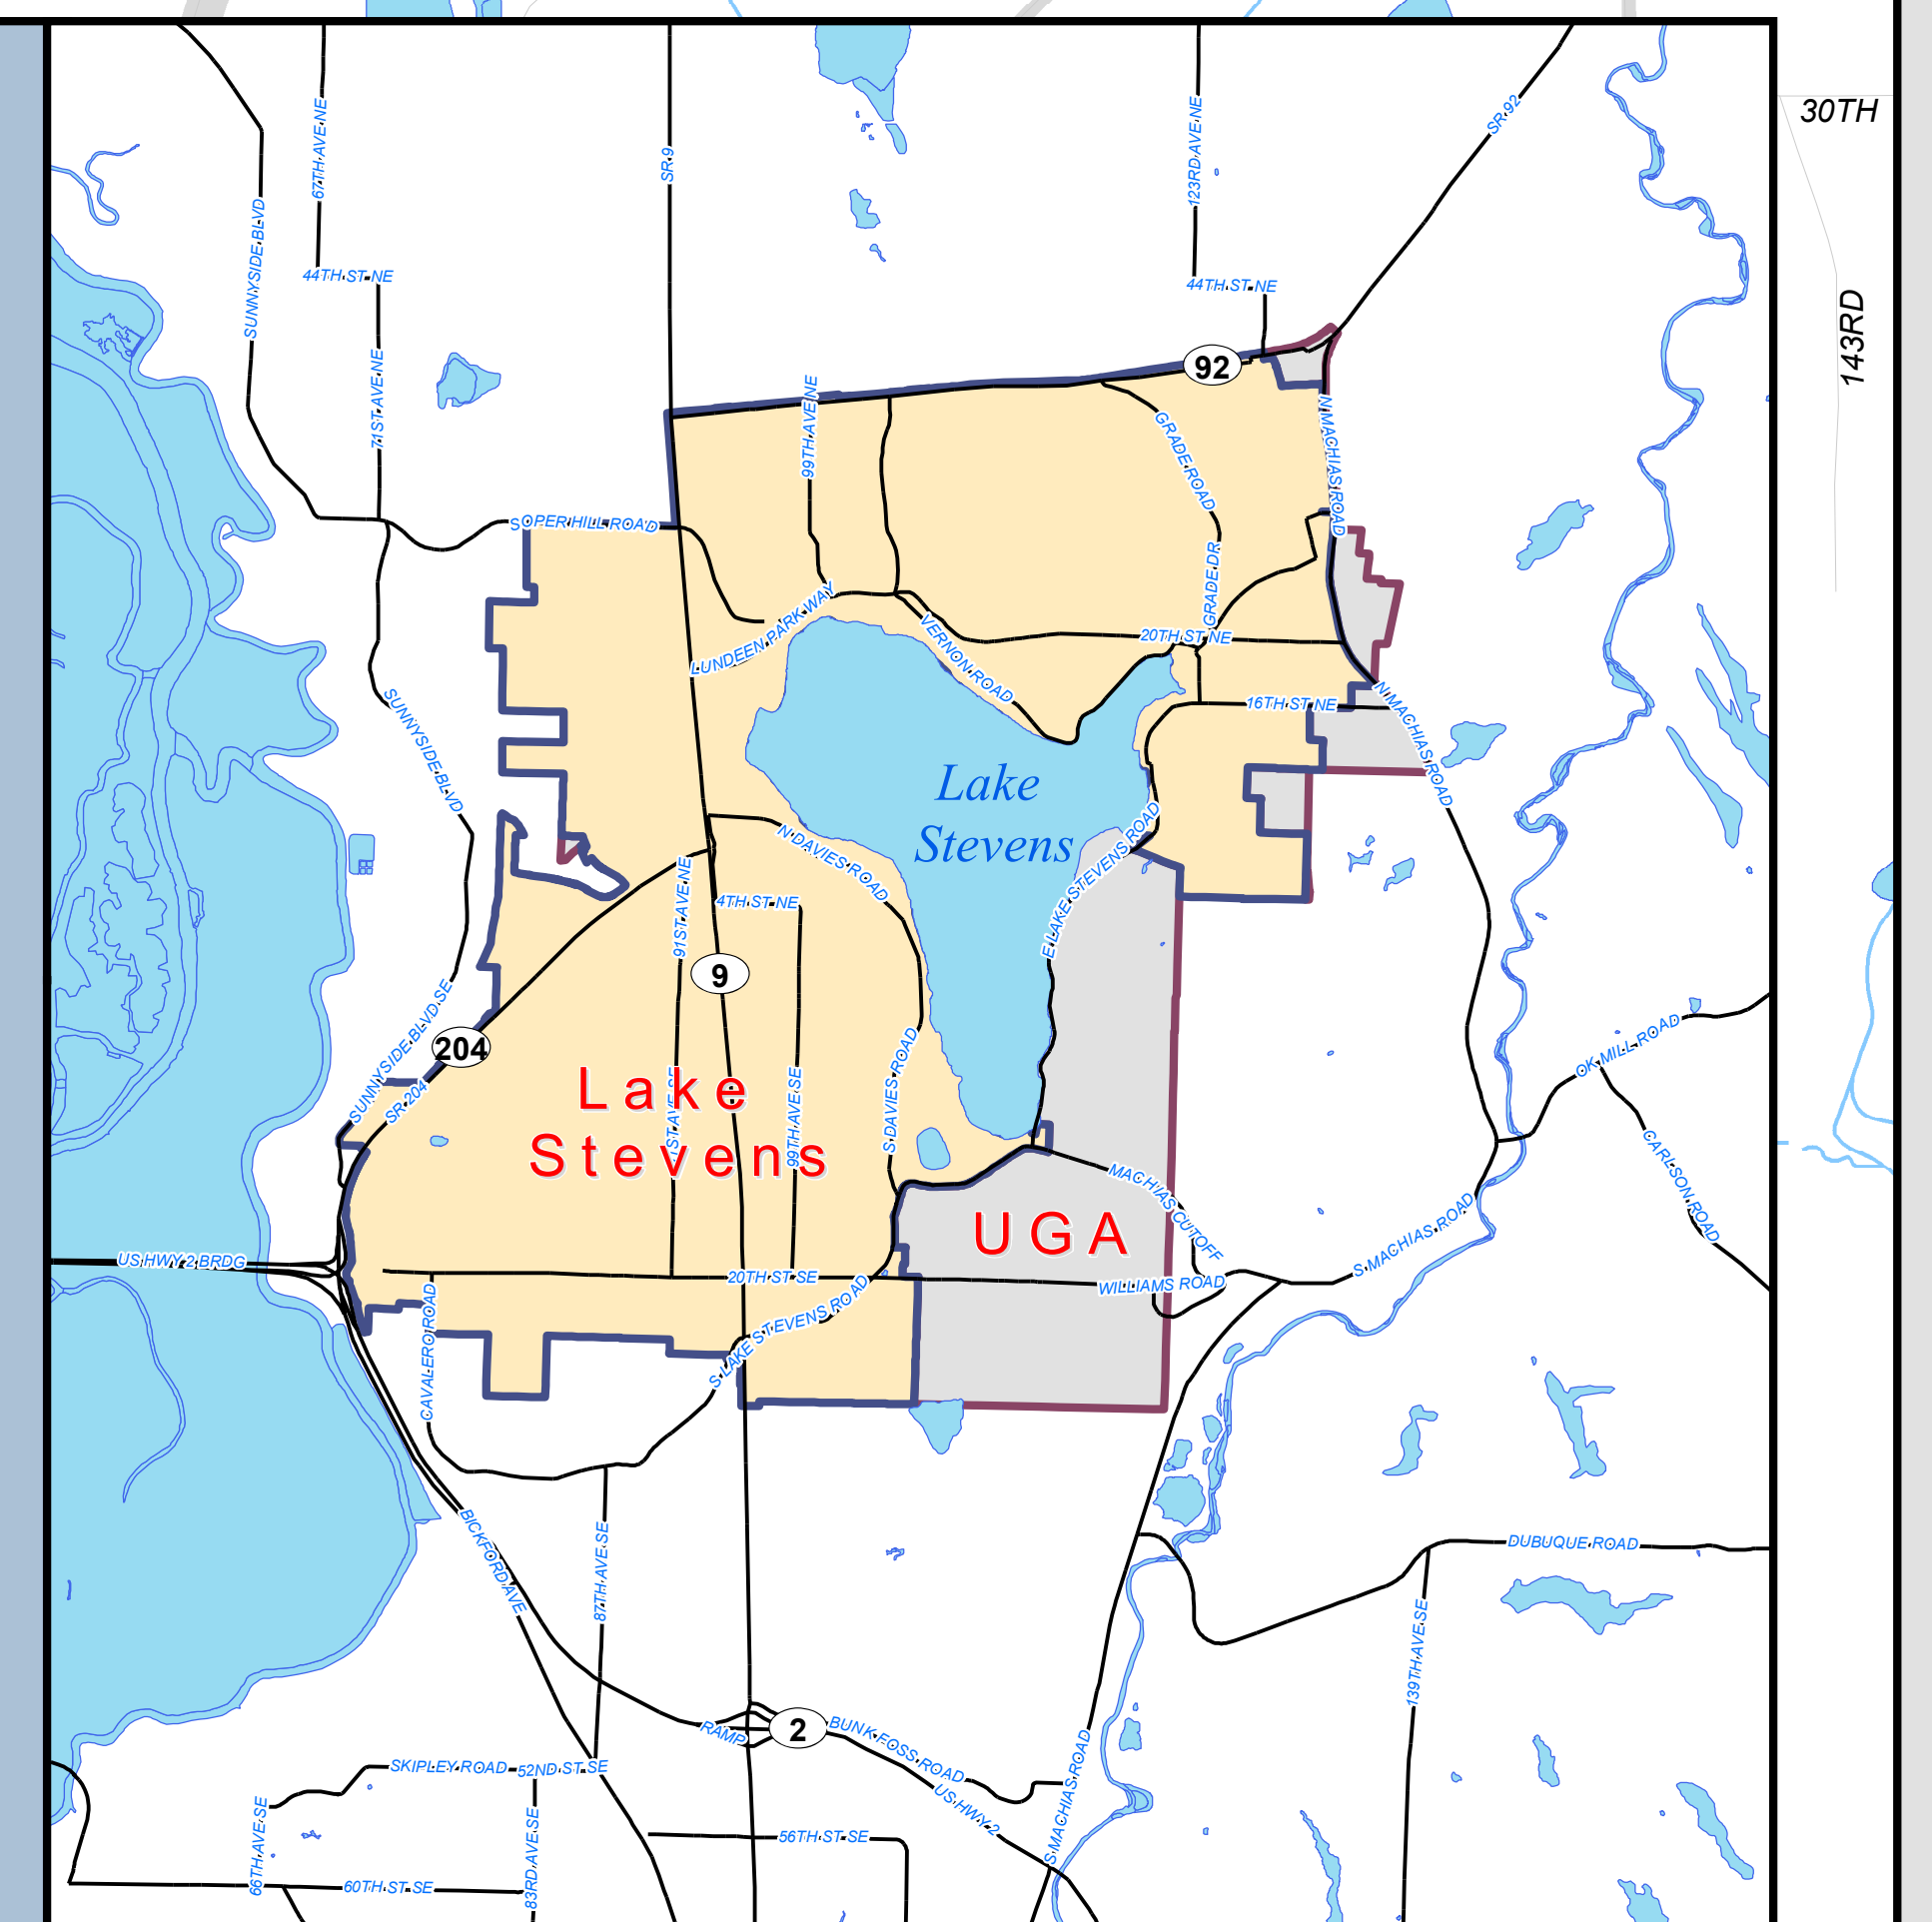 30TH
143RD
SUNNYSIDE BLVD
67TH AVE NE
SR 9
123RD AVE NE
SR 92
44TH ST NE
44TH ST NE
71ST AVE NE
92
99TH AVE NE
GRADE ROAD
N MACHIAS ROAD
SOPER HILL ROAD
GRADE DR
LUNDEEN PARK WAY
VERNON ROAD
20TH ST NE
16TH ST NE
N MACHIAS ROAD
SUNNYSIDE BLVD
Lake
Stevens
N DAVIES ROAD
E LAKE STEVENS ROAD
91ST AVE NE
4TH ST NE
9
SUNNYSIDE BLVD SE
204
SR 204
Lake
Stevens
99TH AVE SE
S DAVIES ROAD
OK MILL ROAD
CARLSON ROAD
MACHIAS CUTOFF
UGA
S MACHIAS ROAD
US HWY 2 BRDG
20TH ST SE
WILLIAMS ROAD
CAVALERO ROAD
S LAKE STEVENS ROAD
BICKFORD AVE
87TH AVE SE
DUBUQUE ROAD
139TH AVE SE
RAMP
2
BUNK FOSS ROAD
US HWY 2
S MACHIAS ROAD
SKIPLEY ROAD
52ND ST SE
66TH AVE SE
83RD AVE SE
56TH ST SE
60TH ST SE